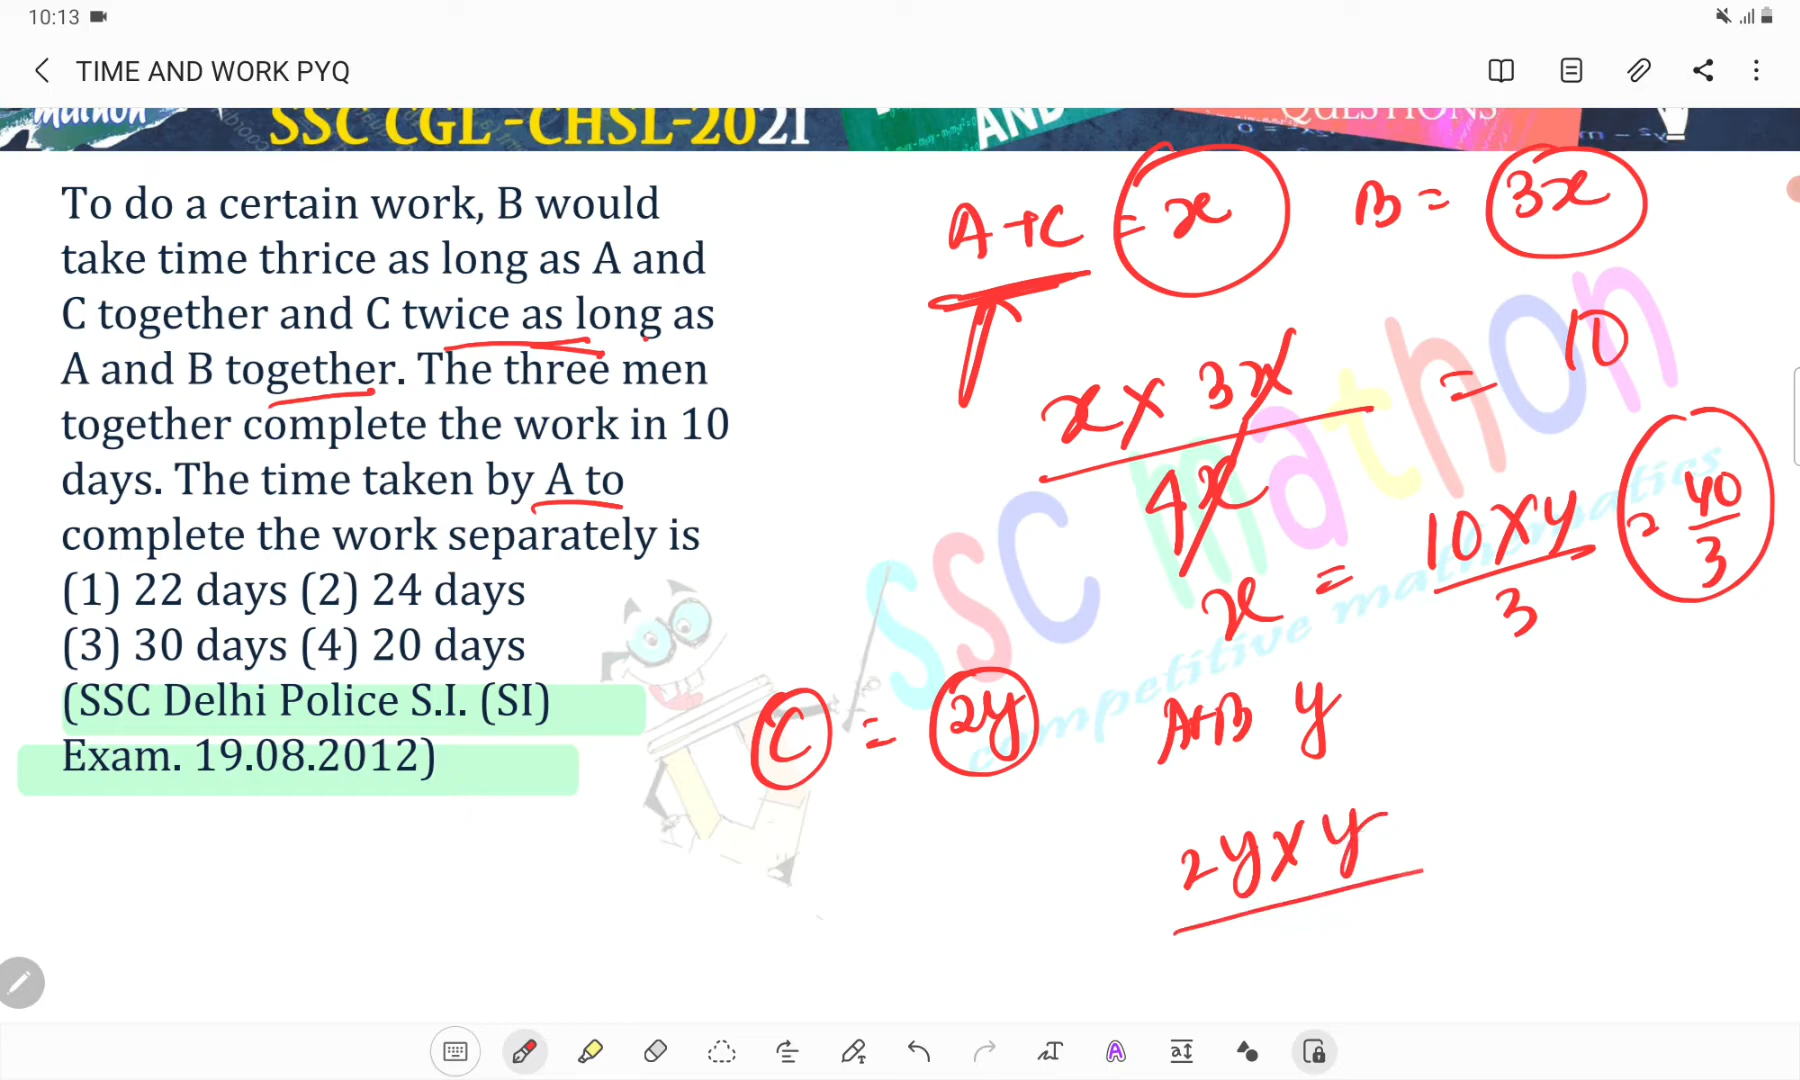 10:13
TIME AND WORK PYQ
mathon
SSC CGL -CHSL-2021
AND
QUESTIONS
To do a certain work, B would
take time thrice as long as A and
C together and C twice as long as
A and B together. The three men
together complete the work in 10
days. The time taken by A to
complete the work separately is
(1) 22 days (2) 24 days
(3) 30 days (4) 20 days
(SSC Delhi Police S.I. (SI)
Exam. 19.08.2012)
A+C = x B = 3x
x × 3x = 10
4x
x = 10 × 4 = 40
3 3
C = 2y A+B y
2y × y
SSC mathon
competitive mathematics